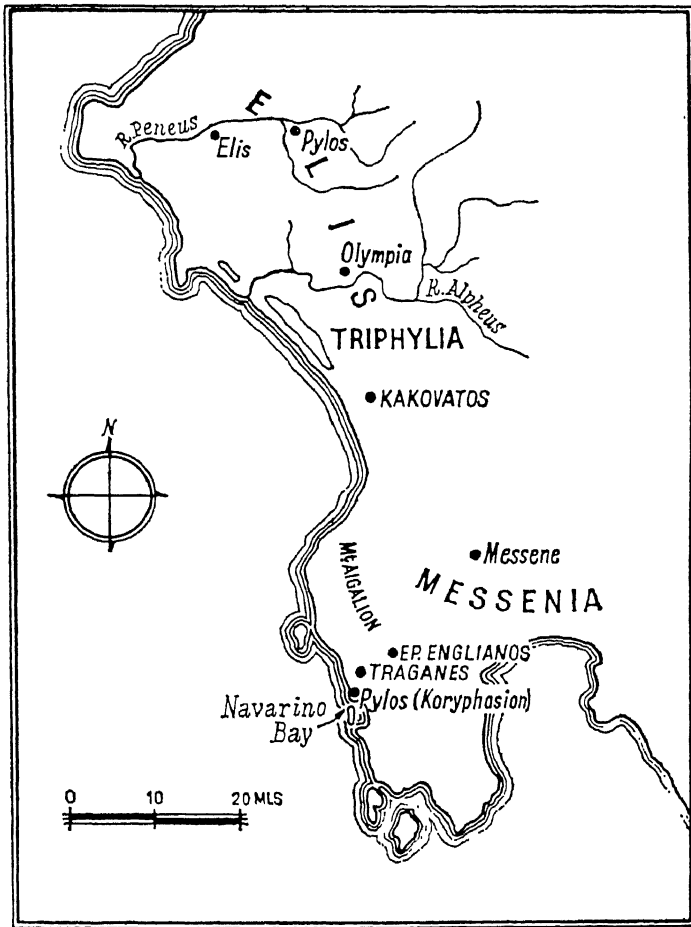 R. Peneus
ELIS
Elis
Pylos
Olympia
R. Alpheus
TRIPHYLIA
KAKOVATOS
N
Mt AIGALION
Messene
MESSENIA
EP. ENGLIANOS
TRAGANES
Pylos (Koryphasion)
Navarino
Bay
0 10 20 MLS